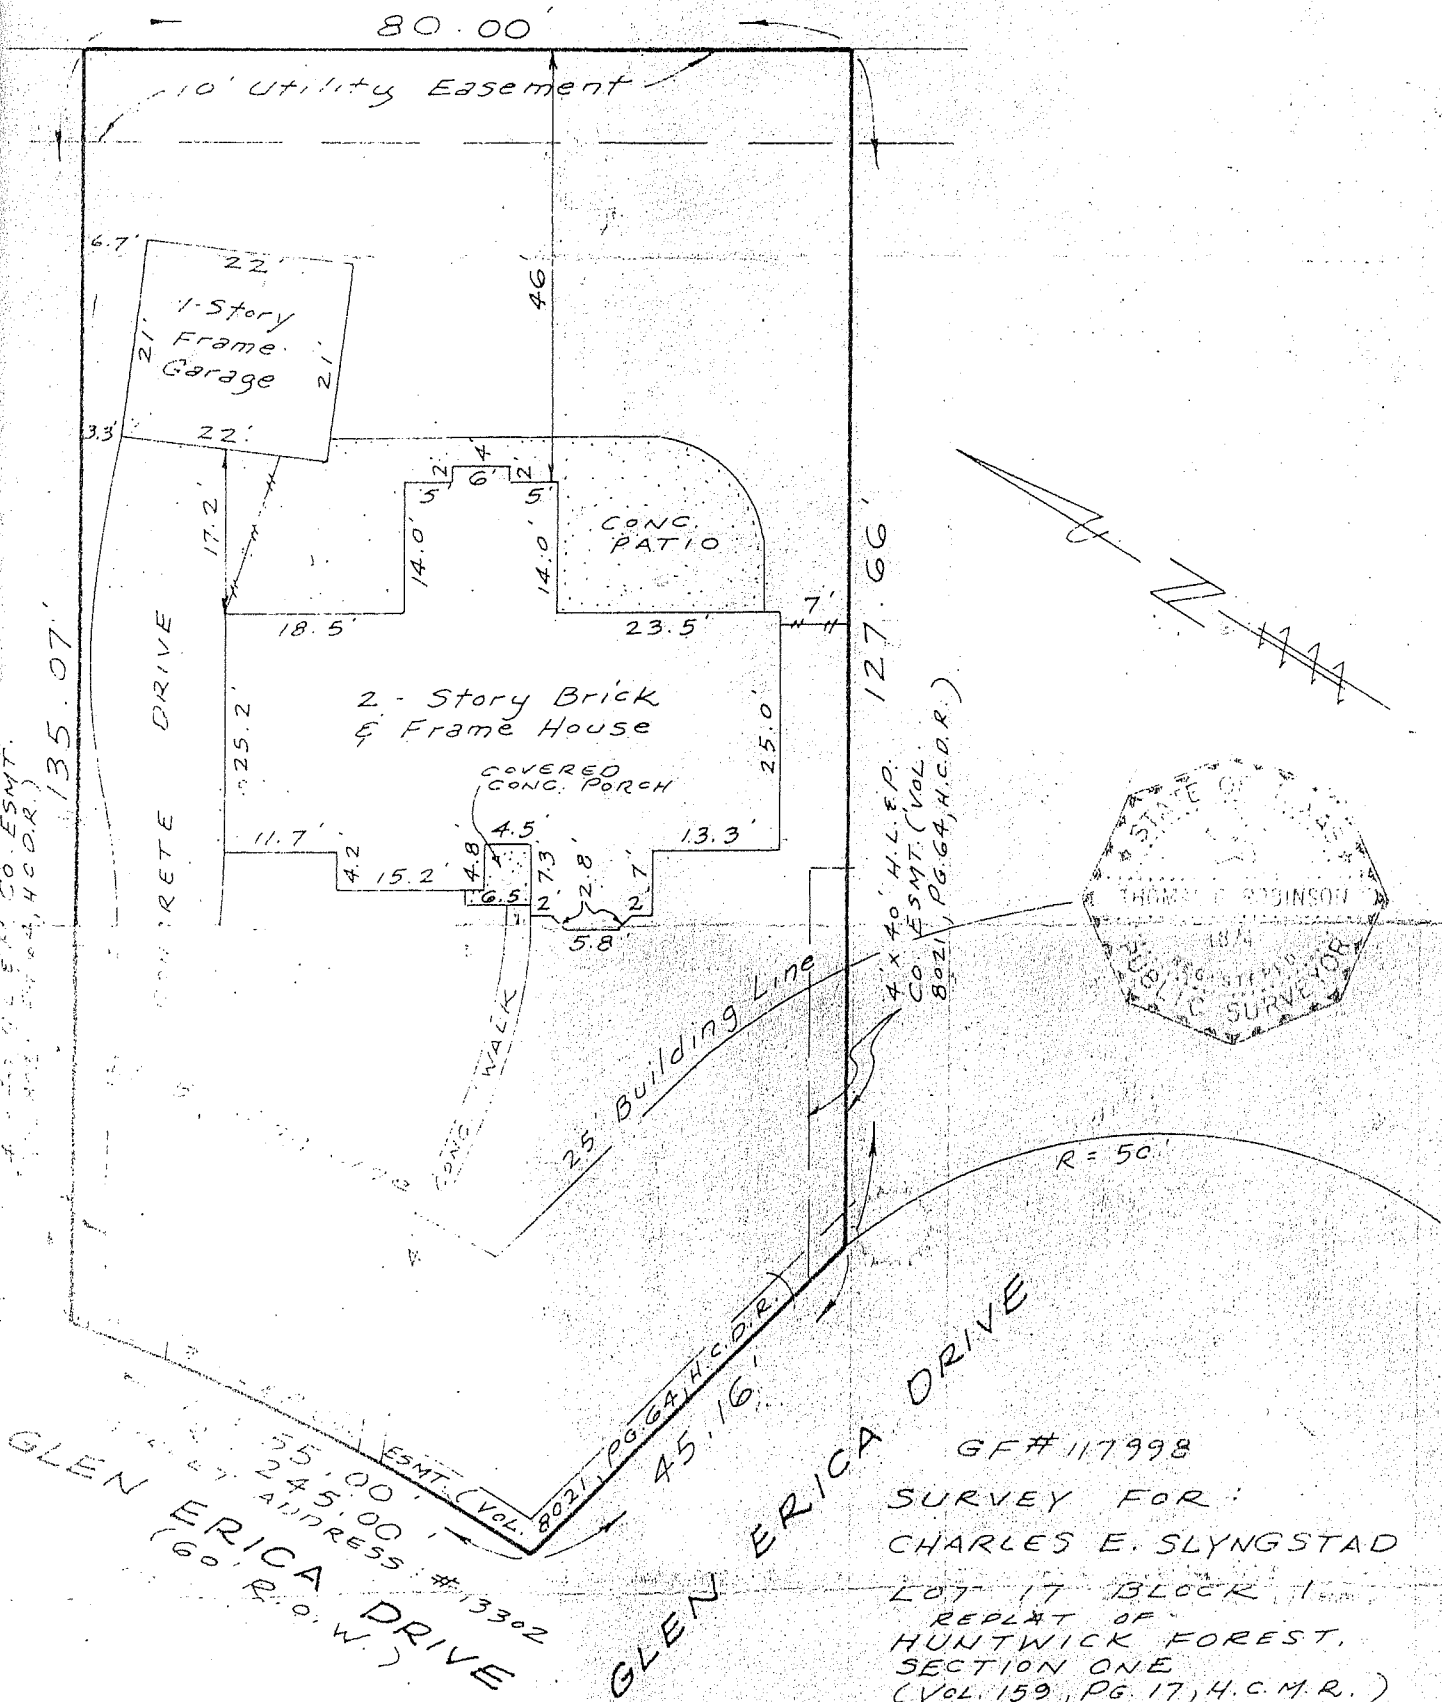 80.00'
10' Utility Easement
6.7'
22'
1-Story
Frame
Garage
21'
21'
46
3.3'
22'
17.2'
4
2
6'
2
5'
5'
14.0'
14.0'
CONC.
PATIO
18.5'
23.5'
7'
135.07'
127.66'
DRIVE
2 - Story Brick
& Frame House
25.2'
25.0'
COVERED
CONC. PORCH
11.7'
4.2
15.2'
4.8
4.5'
7.3
6.5'
2'
2.8'
2'
7'
5.8'
13.3'
4' x 40' H.L. & P.
CO. ESMT. (VOL.
8021, PG. 64, H.C.D.R.)
CO. ESMT.
H.C.D.R.)
CONC. WALK
25' Building Line
STATE OF TEXAS
1874
REGISTERED
PUBLIC SURVEYOR
R = 50'
ESMT. (VOL. 8021, PG. 64, H.C.D.R.)
45.16'
55.00'
245.00'
ADDRESS: #13302
GLEN ERICA DRIVE
(60' R.O.W.)
GLEN ERICA DRIVE
GF# 117998
SURVEY FOR:
CHARLES E. SLYNGSTAD
LOT 17 BLOCK 1
REPLAT OF
HUNTWICK FOREST,
SECTION ONE
(VOL. 159, PG. 17, H.C.M.R.)